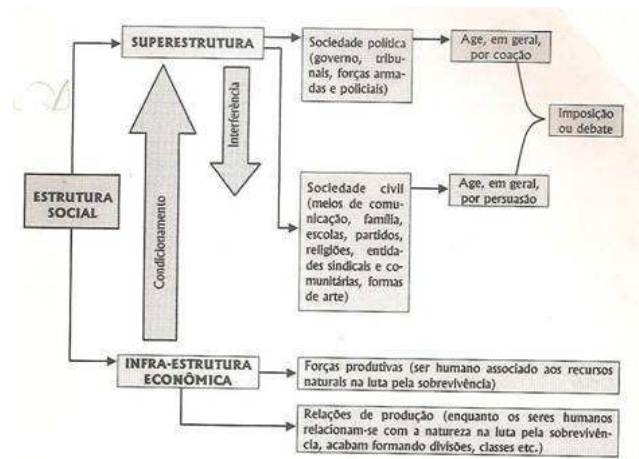 SUPERESTRUTURA
Sociedade política
(governo, tribu-
nais, forças arma-
das e policiais)
Age, em geral,
por coação
Imposição
ou debate
Interferência
Condicionamento
ESTRUTURA
SOCIAL
Sociedade civil
(meios de comu-
nicação, família,
escolas, partidos,
religiões, entida-
des sindicais e co-
munitárias, formas
de arte)
Age, em geral,
por persuasão
INFRA-ESTRUTURA
ECONÔMICA
Forças produtivas (ser humano associado aos recursos
naturais na luta pela sobrevivência)
Relações de produção (enquanto os seres humanos
relacionam-se com a natureza na luta pela sobrevivên-
cia, acabam formando divisões, classes etc.)